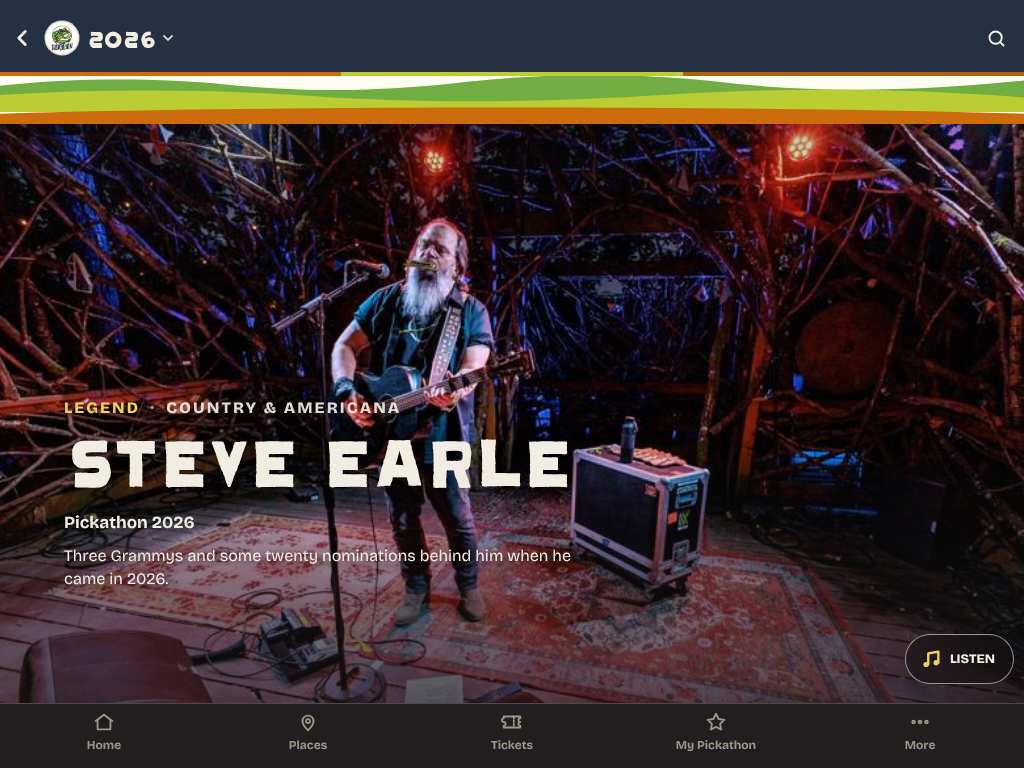 2026
LEGEND · COUNTRY & AMERICANA
STEVE EARLE
Pickathon 2026
Three Grammys and some twenty nominations behind him when he
came in 2026.
LISTEN
Home
Places
Tickets
My Pickathon
More